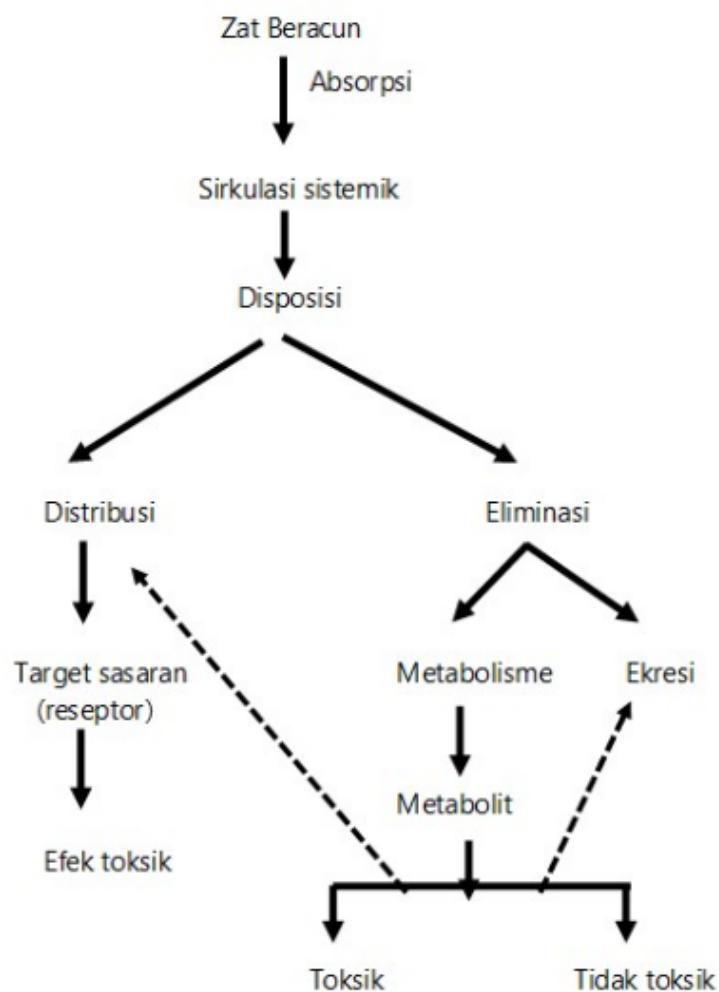 Zat Beracun
Absorpsi
Sirkulasi sistemik
Disposisi
Distribusi
Eliminasi
Target sasaran
(reseptor)
Metabolisme
Ekresi
Metabolit
Efek toksik
Toksik
Tidak toksik